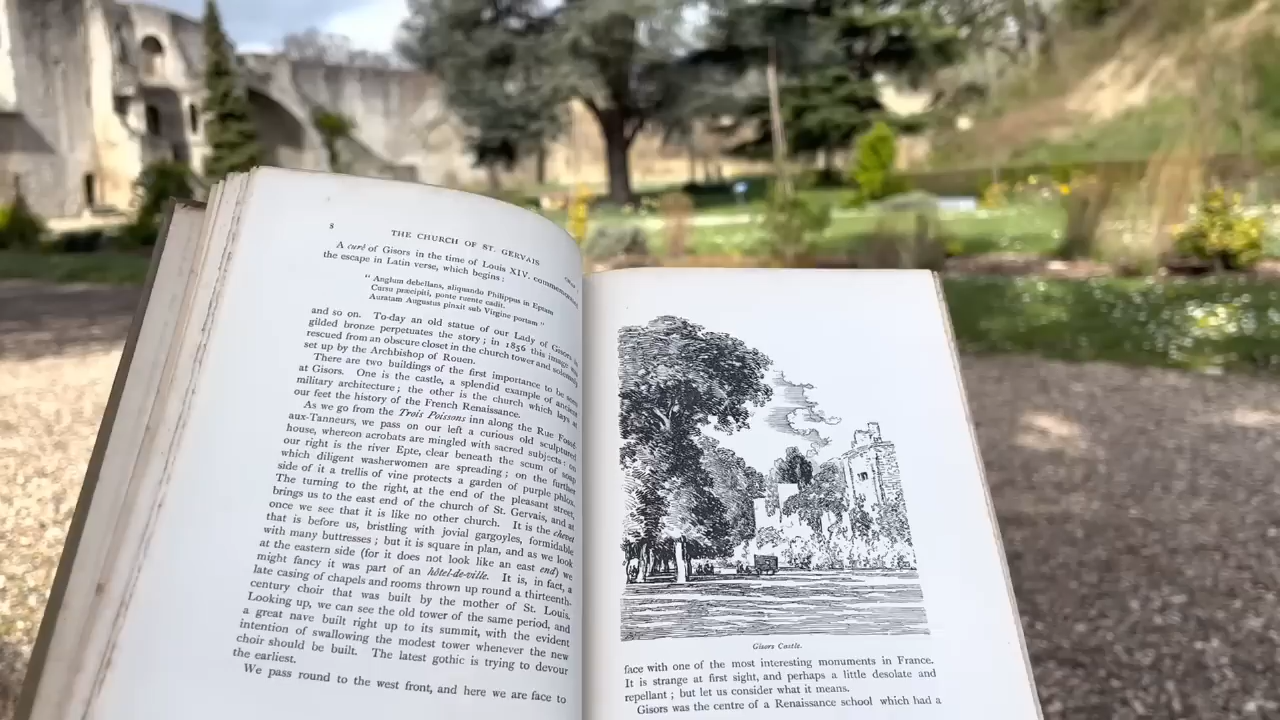 8
THE CHURCH OF ST. GERVAIS
A curé of Gisors in the time of Louis XIV. commemorated
the escape in Latin verse, which begins :
" Anglum debellans, aliquando Philippus in Eptam
Cursu præcipiti, ponte ruente cadit.
Auratam Augustus pinxit sub Virgine portam "
and so on. To-day an old statue of our Lady of Gisors in
gilded bronze perpetuates the story ; in 1856 this image was
rescued from an obscure closet in the church tower and solemnly
set up by the Archbishop of Rouen.
There are two buildings of the first importance to be seen
at Gisors. One is the castle, a splendid example of ancient
military architecture ; the other is the church which lays at
our feet the history of the French Renaissance.
As we go from the Trois Poissons inn along the Rue Fossé-
aux-Tanneurs, we pass on our left a curious old sculptured
house, whereon acrobats are mingled with sacred subjects ; on
our right is the river Epte, clear beneath the scum of soap
which diligent washerwomen are spreading ; on the further
side of it a trellis of vine protects a garden of purple phlox.
The turning to the right, at the end of the pleasant street,
brings us to the east end of the church of St. Gervais, and at
once we see that it is like no other church. It is the chevet
that is before us, bristling with jovial gargoyles, formidable
with many buttresses ; but it is square in plan, and as we look
at the eastern side (for it does not look like an east end) we
might fancy it was part of an hôtel-de-ville. It is, in fact, a
late casing of chapels and rooms thrown up round a thirteenth-
century choir that was built by the mother of St. Louis.
Looking up, we can see the old tower of the same period, and
a great nave built right up to its summit, with the evident
intention of swallowing the modest tower whenever the new
choir should be built. The latest gothic is trying to devour
the earliest.
We pass round to the west front, and here we are face to
Gisors Castle.
face with one of the most interesting monuments in France.
It is strange at first sight, and perhaps a little desolate and
repellant ; but let us consider what it means.
Gisors was the centre of a Renaissance school which had a